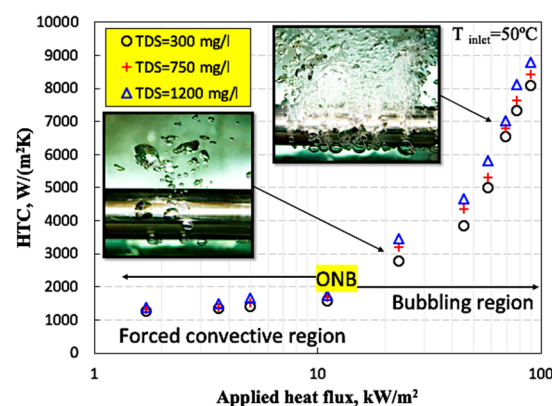 TDS=300 mg/l
TDS=750 mg/l
TDS=1200 mg/l
T inlet=50ºC
HTC, W/(m²K)
10000
9000
8000
7000
6000
5000
4000
3000
2000
1000
0
ONB
Forced convective region
Bubbling region
1
10
100
Applied heat flux, kW/m²